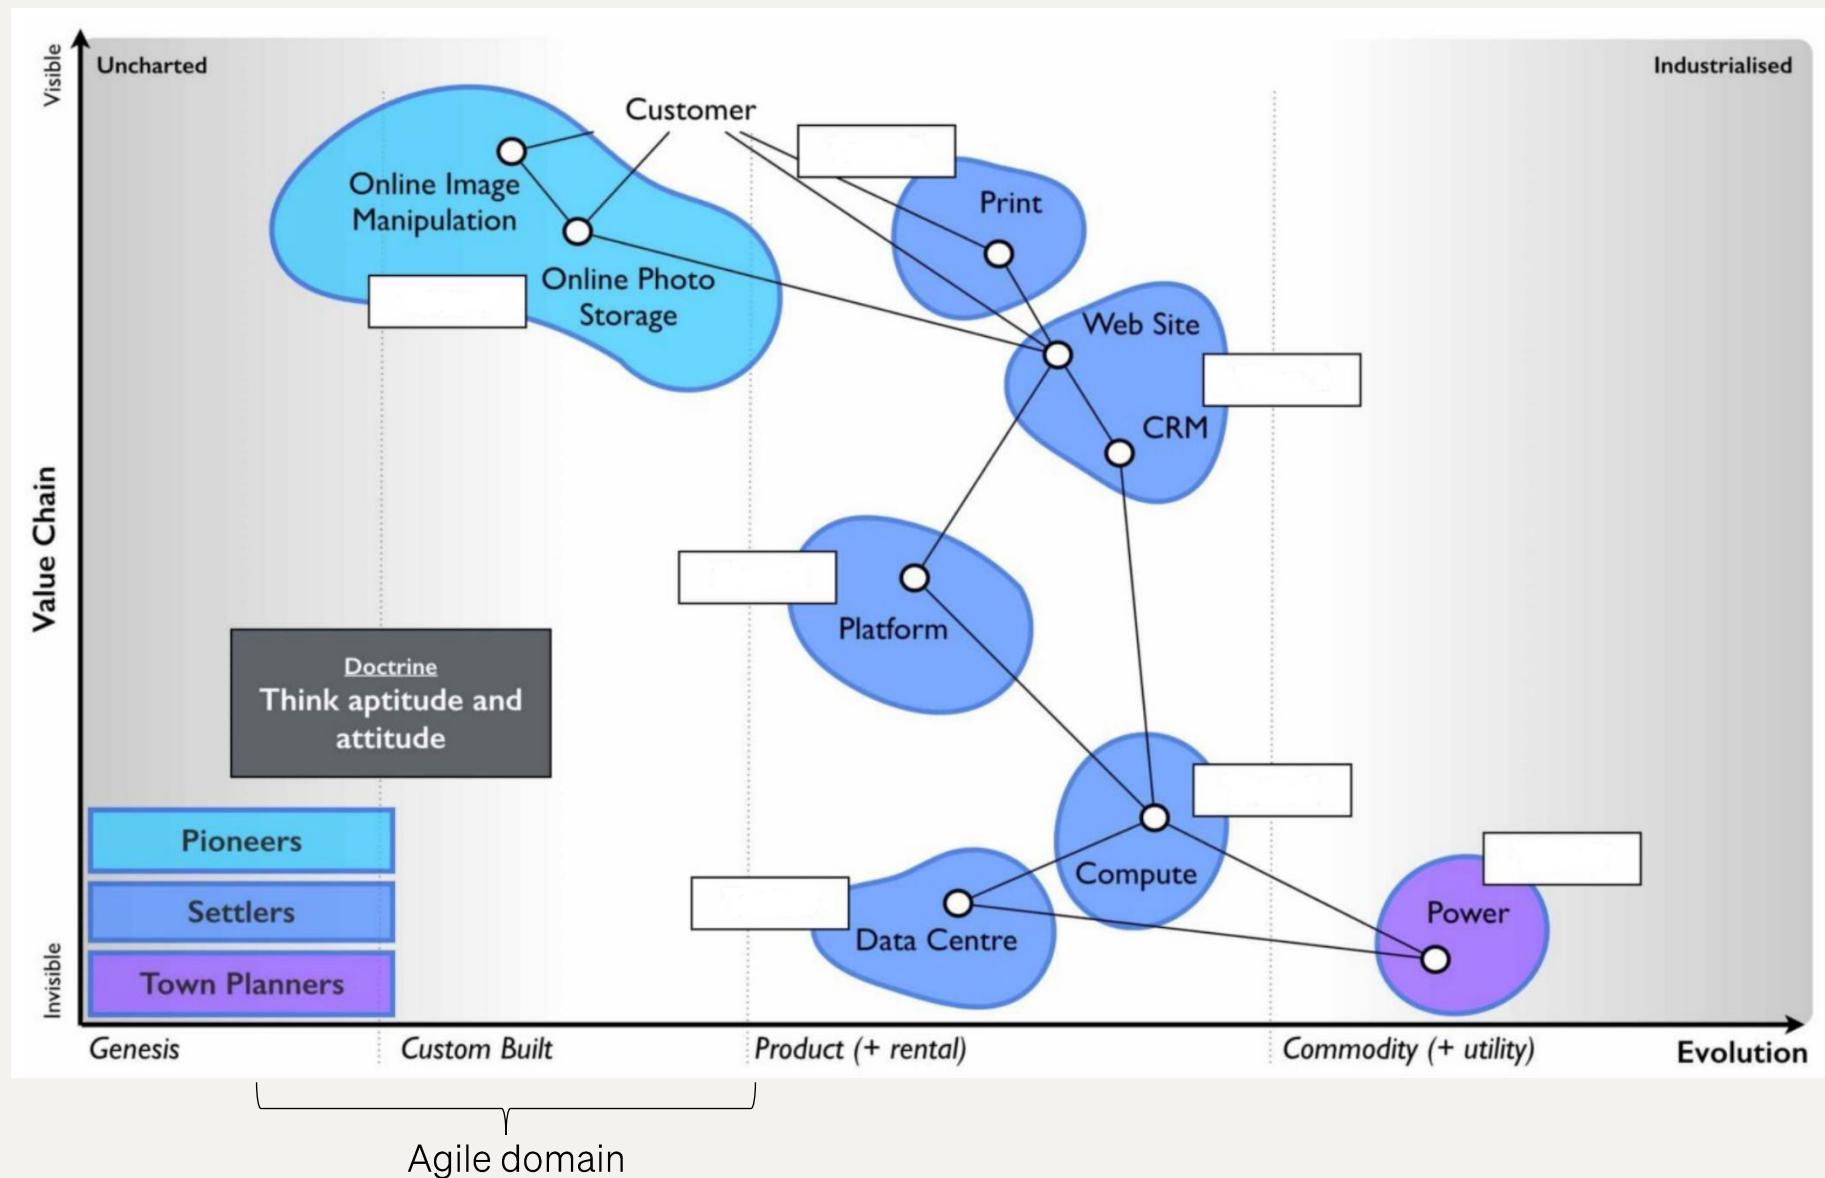 Visible
Uncharted
Industrialised
Customer
Online Image
Manipulation
Print
Online Photo
Storage
Web Site
CRM
Value Chain
Platform
Doctrine
Think aptitude and
attitude
Pioneers
Settlers
Town Planners
Compute
Data Centre
Power
Invisible
Genesis
Custom Built
Product (+ rental)
Commodity (+ utility)
Evolution
Agile domain